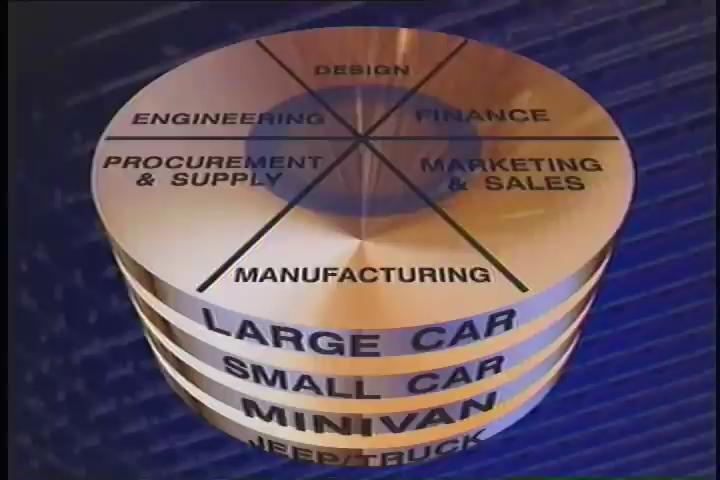 DESIGN
ENGINEERING
FINANCE
PROCUREMENT
& SUPPLY
MARKETING
& SALES
MANUFACTURING
LARGE CAR
SMALL CAR
MINIVAN
JEEP/TRUCK